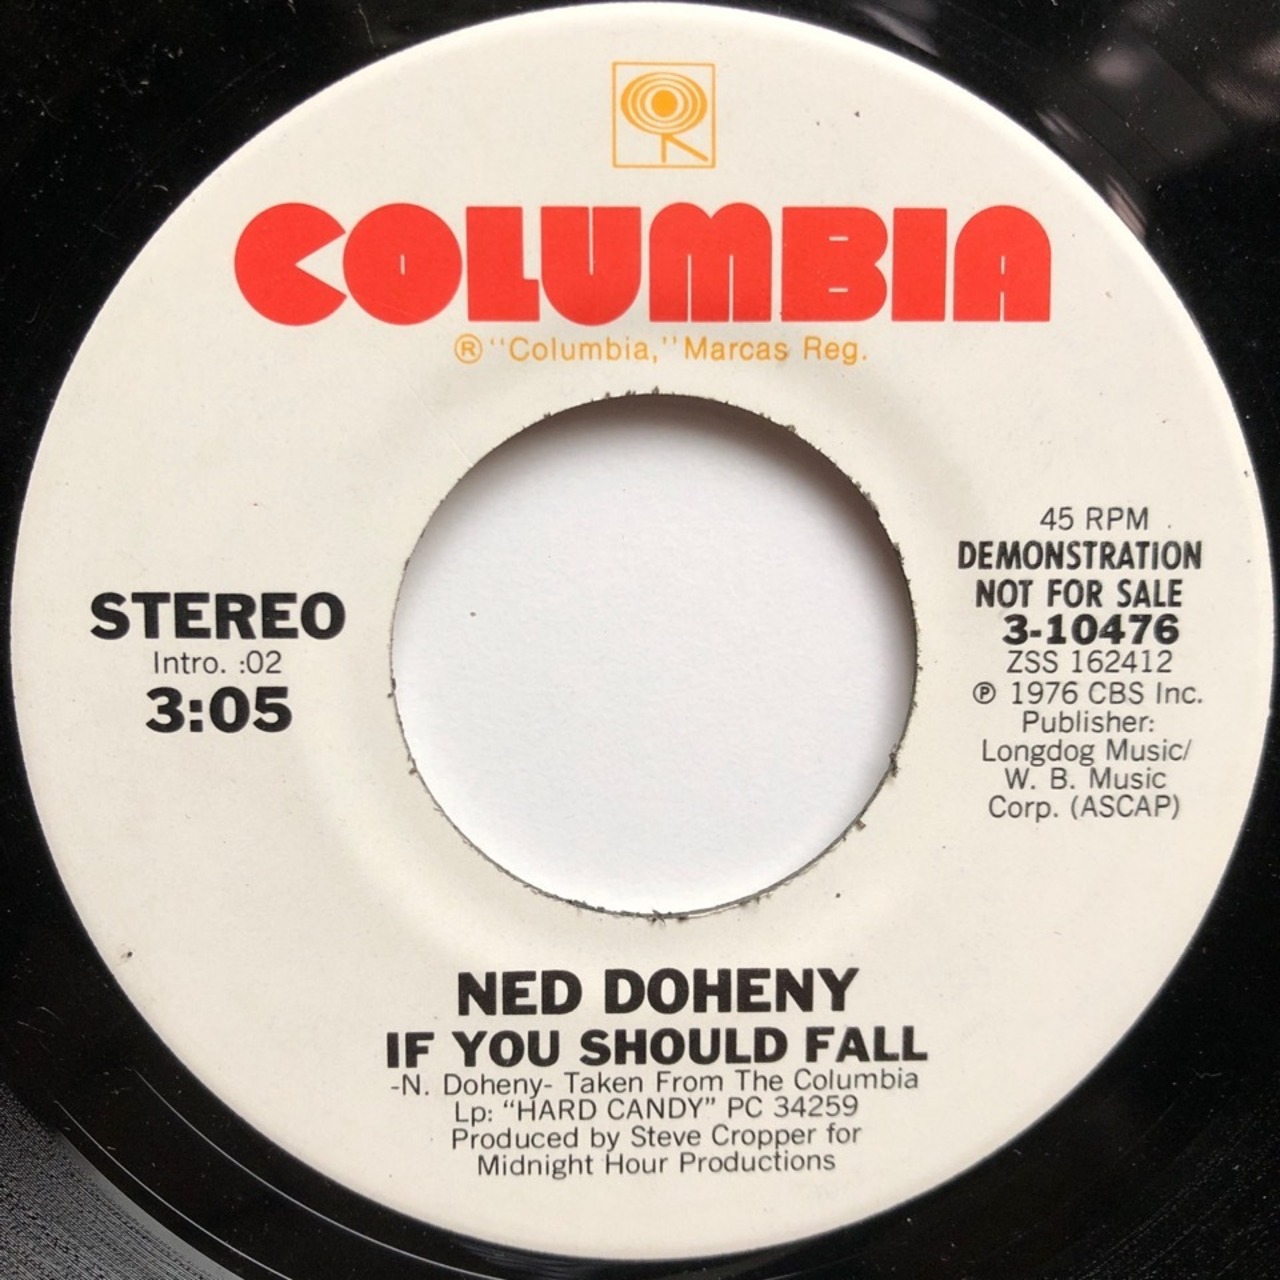 COLUMBIA
® "Columbia," Marcas Reg.
STEREO
Intro. :02
3:05
45 RPM
DEMONSTRATION
NOT FOR SALE
3-10476
ZSS 162412
℗ 1976 CBS Inc.
Publisher:
Longdog Music/
W. B. Music
Corp. (ASCAP)
NED DOHENY
IF YOU SHOULD FALL
-N. Doheny- Taken From The Columbia
Lp: “HARD CANDY” PC 34259
Produced by Steve Cropper for
Midnight Hour Productions